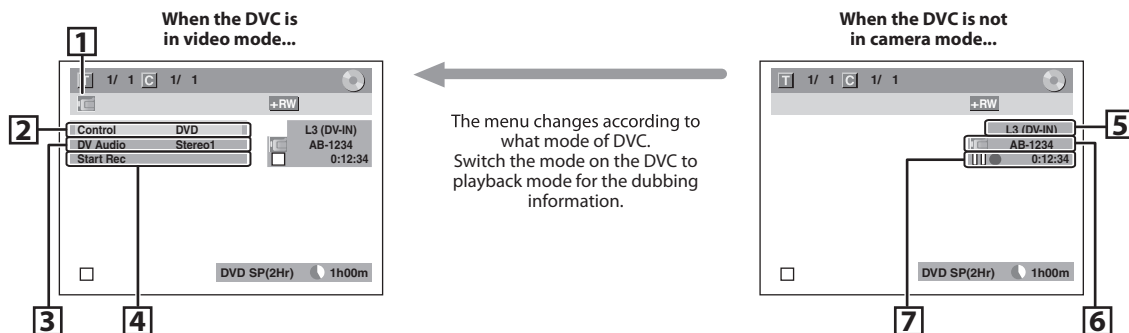 When the DVC is
in video mode...
1
T 1/ 1 C 1/ 1
+RW
2
Control DVD
DV Audio Stereo1
Start Rec
L3 (DV-IN)
AB-1234
0:12:34
DVD SP(2Hr) 1h00m
3
4
The menu changes according to
what mode of DVC.
Switch the mode on the DVC to
playback mode for the dubbing
information.
When the DVC is not
in camera mode...
T 1/ 1 C 1/ 1
+RW
L3 (DV-IN)
5
AB-1234
0:12:34
DVD SP(2Hr) 1h00m
7
6